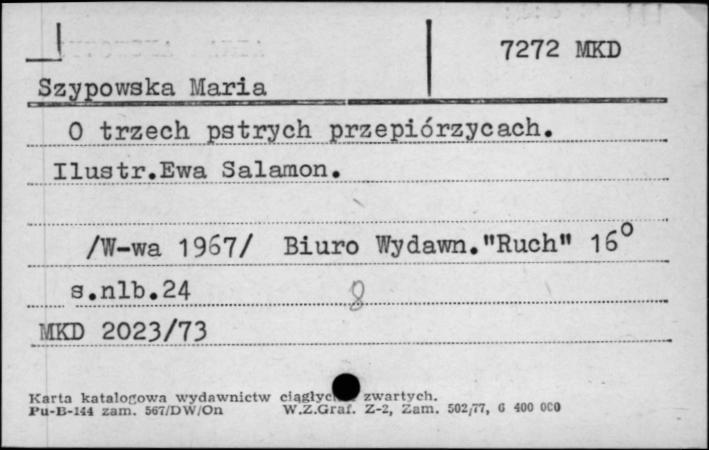 7272 MKD
Szypowska Maria
O trzech pstrych przepiórzycach.
Ilustr.Ewa Salamon.
/W-wa 1967/ Biuro Wydawn."Ruch" 16°
s.nlb.24 8
MKD 2023/73
Karta katalogowa wydawnictw zwartych.
Pu-B-144 zam. 567/DW/On W.Z.Graf. Z-2, Zam. 502/77, 6 400 000